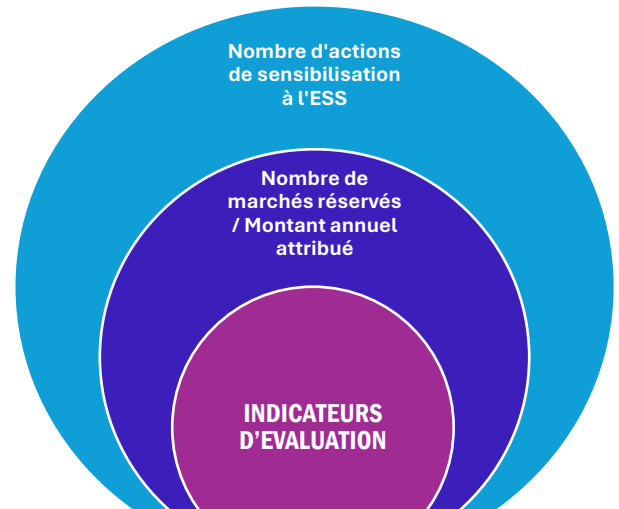 Nombre d'actions
de sensibilisation
à l'ESS
Nombre de
marchés réservés
/ Montant annuel
attribué
INDICATEURS
D’EVALUATION